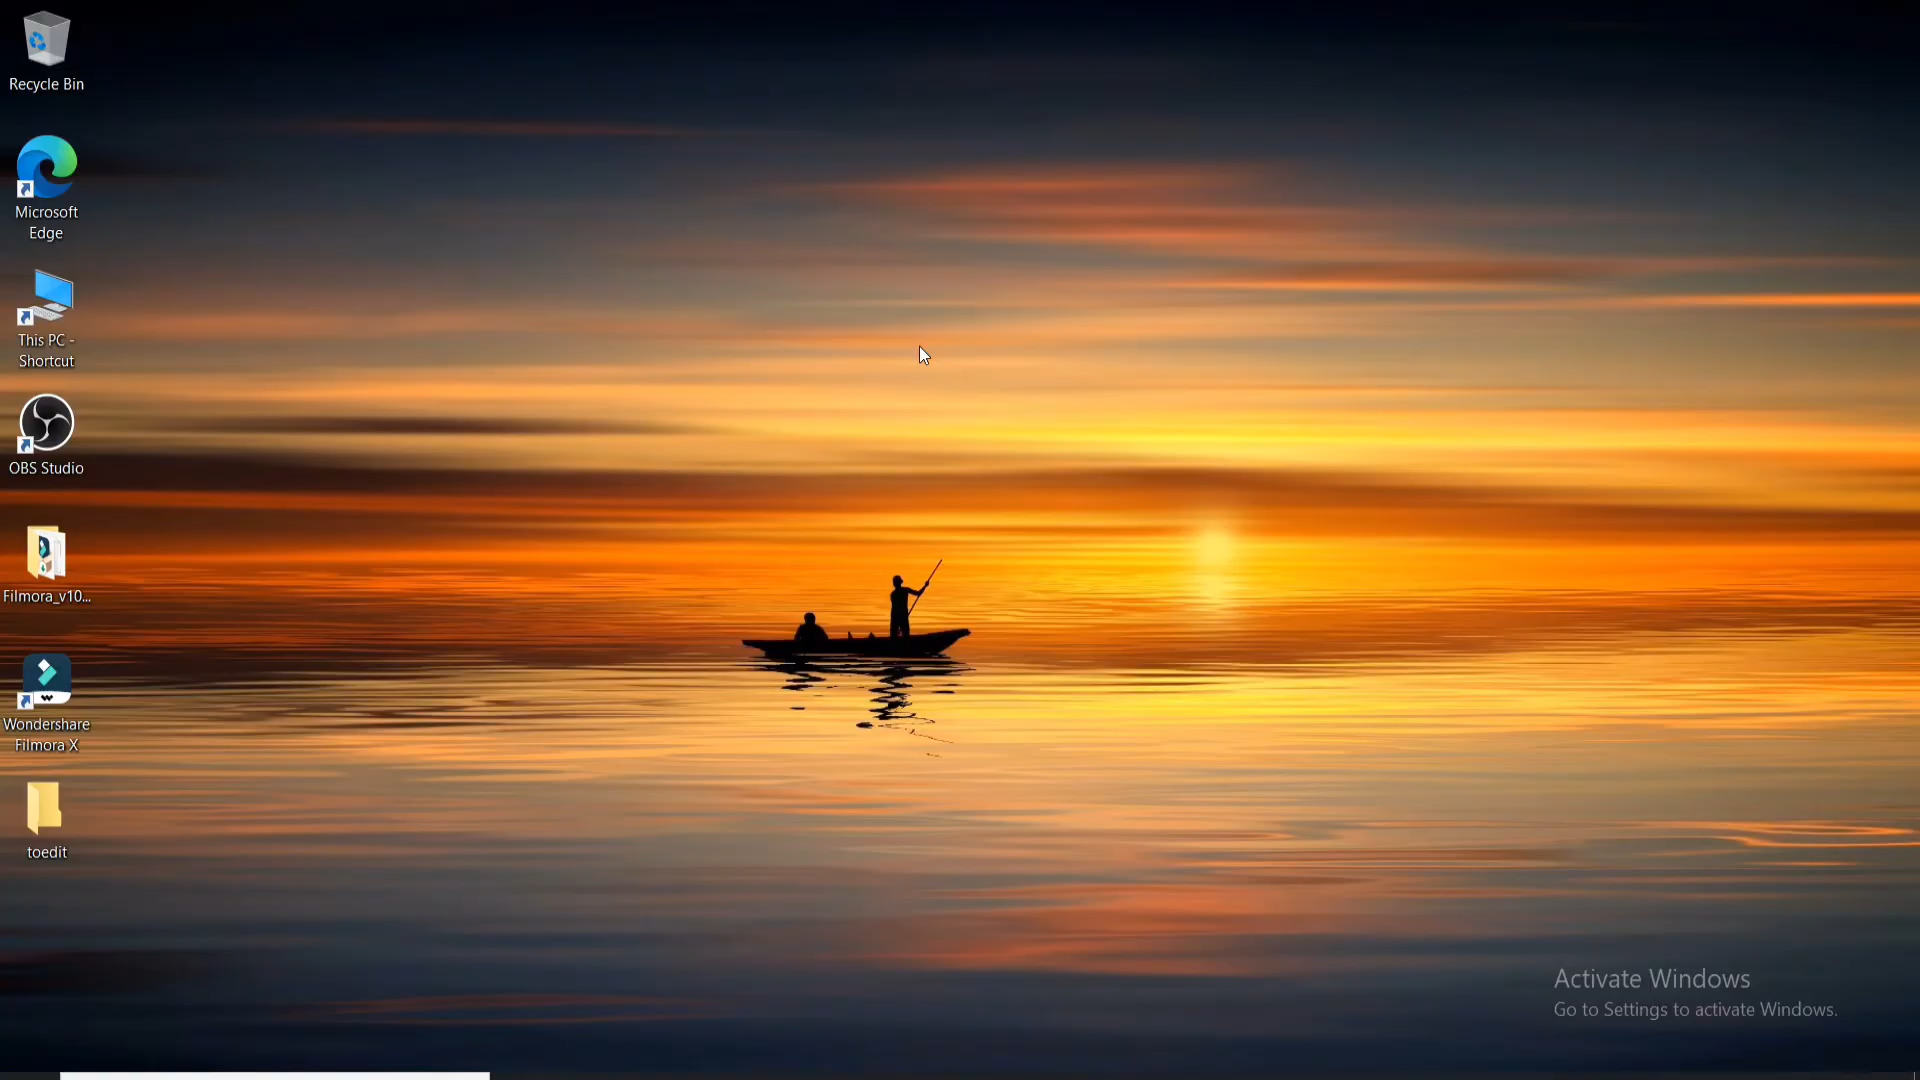 Recycle Bin
Microsoft
Edge
This PC -
Shortcut
OBS Studio
Filmora_v10...
Wondershare
Filmora X
toedit
Activate Windows
Go to Settings to activate Windows.